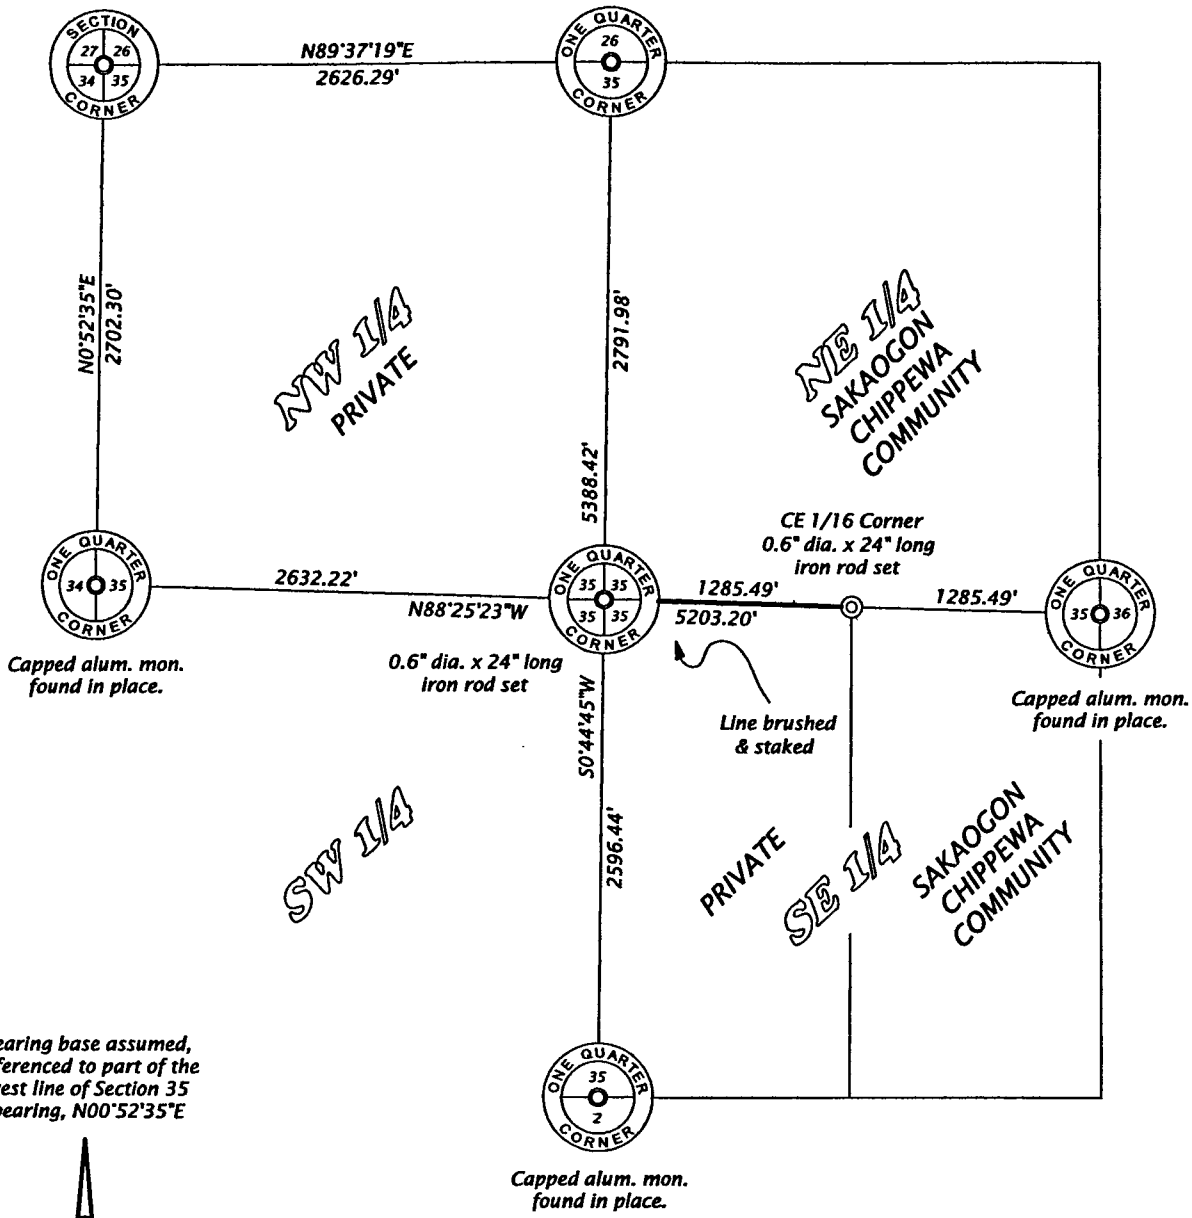 SECTION
27 26
34 35
CORNER
N89°37'19"E
2626.29'
ONE QUARTER
26
35
CORNER
N0°52'35"E
2702.30'
NW 1/4
PRIVATE
2791.98'
5388.42'
NE 1/4
SAKAOGON
CHIPPEWA
COMMUNITY
CE 1/16 Corner
0.6" dia. x 24" long
iron rod set
ONE QUARTER
34 35
CORNER
Capped alum. mon.
found in place.
2632.22'
N88°25'23"W
ONE QUARTER
35 35
35 35
CORNER
0.6" dia. x 24" long
iron rod set
1285.49'
5203.20'
1285.49'
ONE QUARTER
35 36
CORNER
Capped alum. mon.
found in place.
Line brushed
& staked
S0°44'45"W
2596.44'
SW 1/4
PRIVATE
SE 1/4
SAKAOGON
CHIPPEWA
COMMUNITY
earing base assumed,
ferenced to part of the
est line of Section 35
bearing, N00°52'35"E
ONE QUARTER
35
2
CORNER
Capped alum. mon.
found in place.